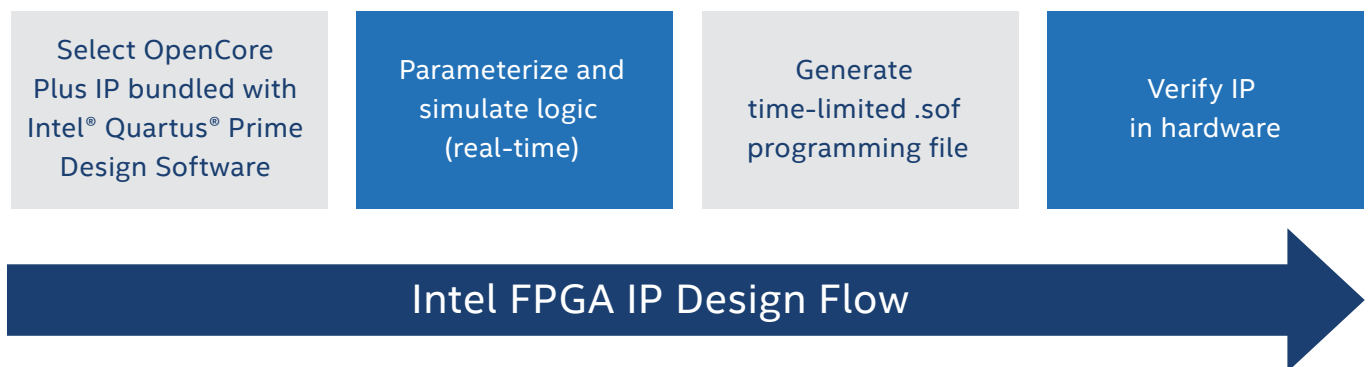 Select OpenCore
Plus IP bundled with
Intel® Quartus® Prime
Design Software
Parameterize and
simulate logic
(real-time)
Generate
time-limited .sof
programming file
Verify IP
in hardware
Intel FPGA IP Design Flow